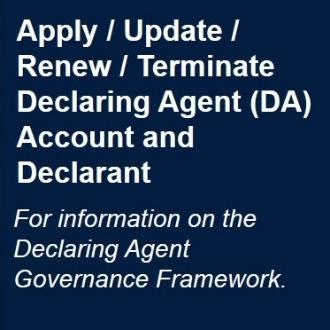 Apply / Update /
Renew / Terminate
Declaring Agent (DA)
Account and
Declarant
For information on the
Declaring Agent
Governance Framework.